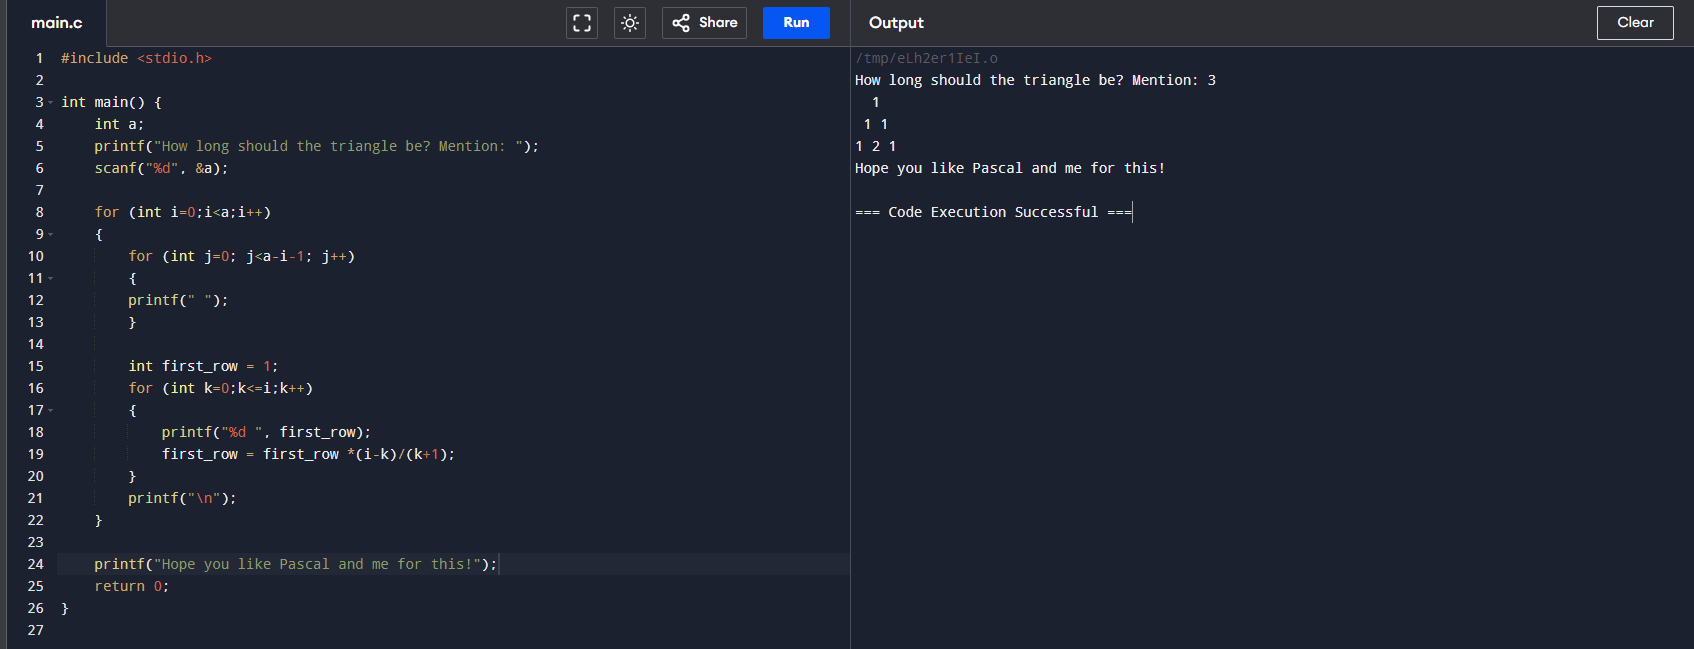 main.c Share Run
1 #include <stdio.h>
2
3 int main() {
4     int a;
5     printf("How long should the triangle be? Mention: ");
6     scanf("%d", &a);
7
8     for (int i=0;i<a;i++)
9     {
10         for (int j=0; j<a-i-1; j++)
11         {
12         printf(" ");
13         }
14
15         int first_row = 1;
16         for (int k=0;k<=i;k++)
17         {
18             printf("%d ", first_row);
19             first_row = first_row *(i-k)/(k+1);
20         }
21         printf("\n");
22     }
23
24     printf("Hope you like Pascal and me for this!");
25     return 0;
26 }
27
Output Clear
/tmp/eLh2er1IeI.o
How long should the triangle be? Mention: 3
  1
 1 1
1 2 1
Hope you like Pascal and me for this!

=== Code Execution Successful ===